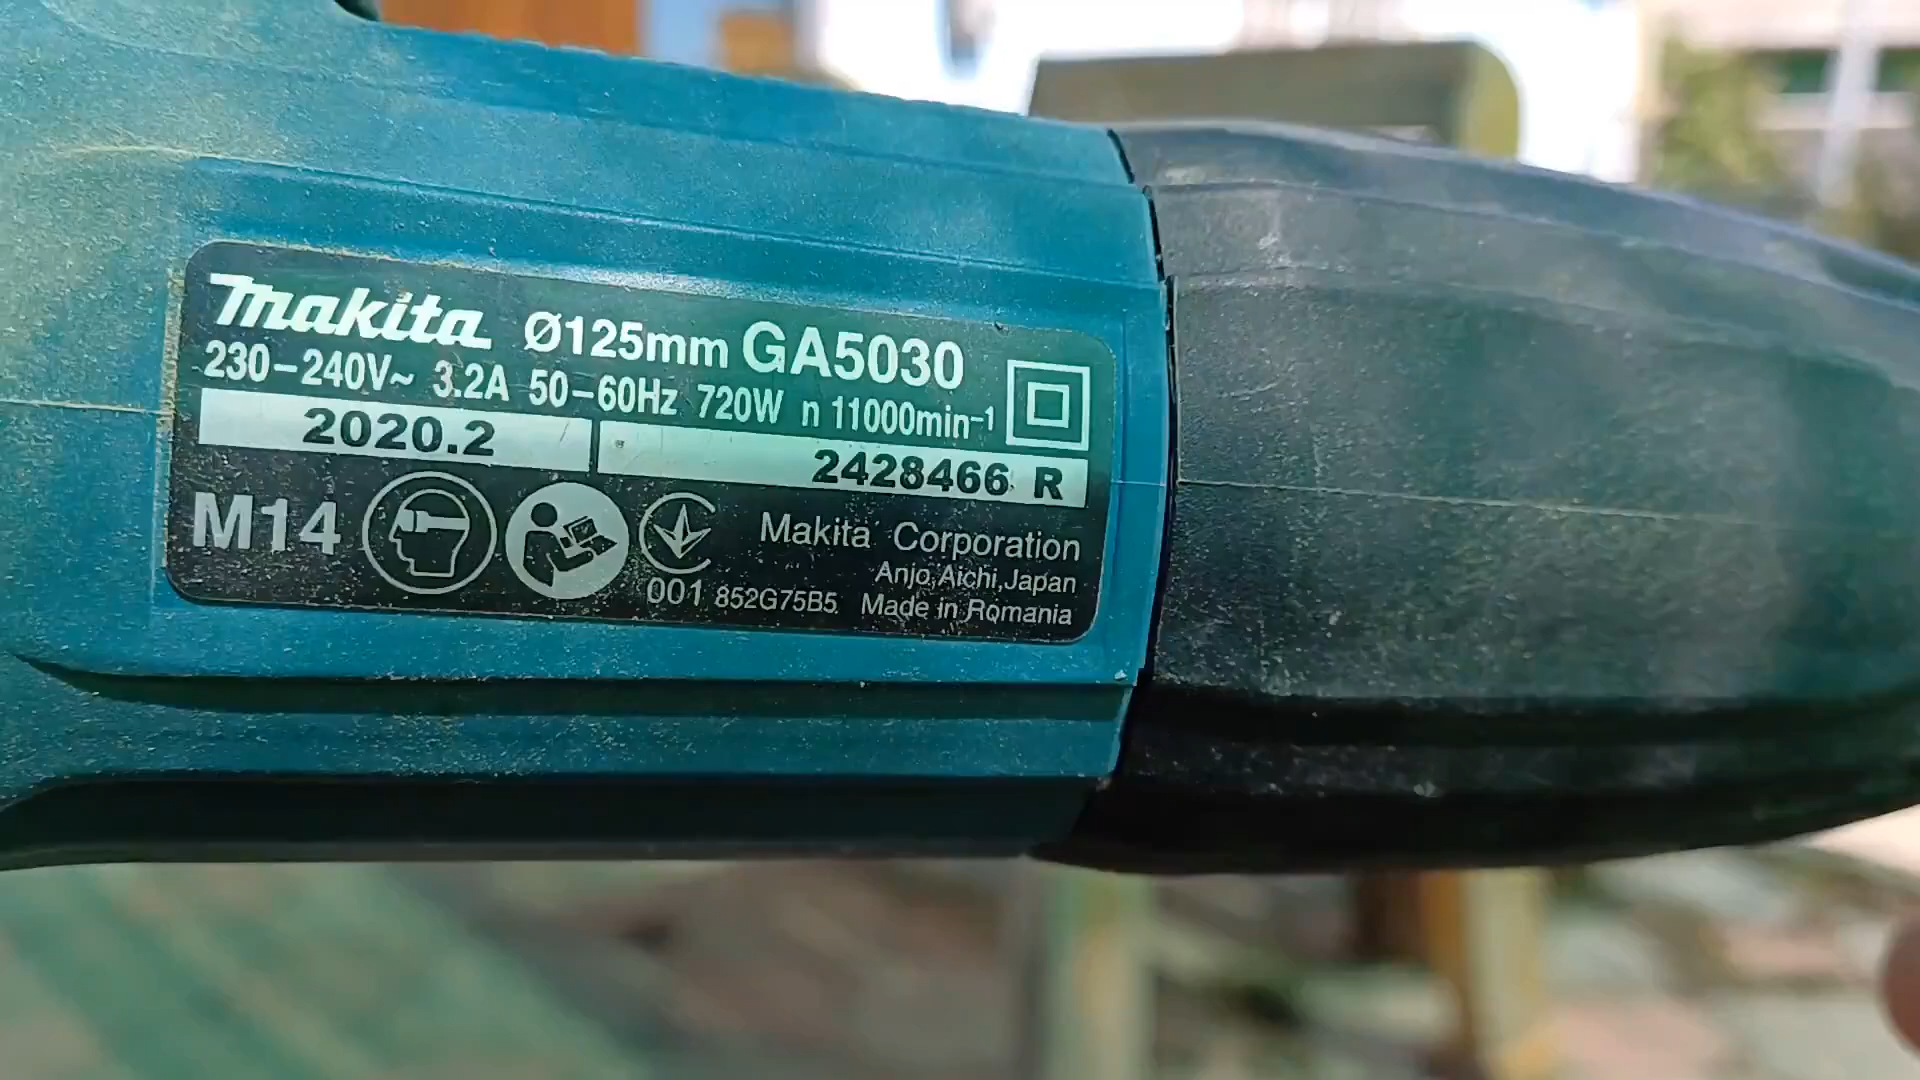 makita Ø125mm GA5030
230-240V~ 3.2A 50-60Hz 720W n 11000min⁻¹
2020.2 2428466 R
M14
Makita Corporation
Anjo,Aichi,Japan
001 852G75B5 Made in Romania